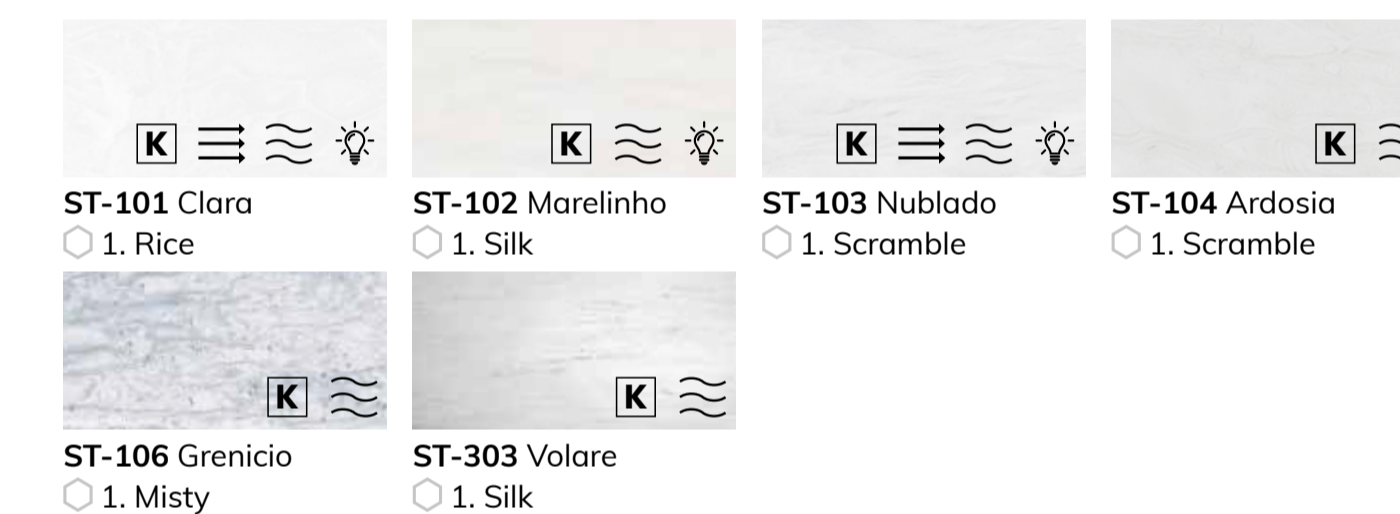 K
K
K
K
ST-101 Clara
ST-102 Marelinho
ST-103 Nublado
ST-104 Ardosia
1. Rice
1. Silk
1. Scramble
1. Scramble
K
K
ST-106 Grenicio
ST-303 Volare
1. Misty
1. Silk